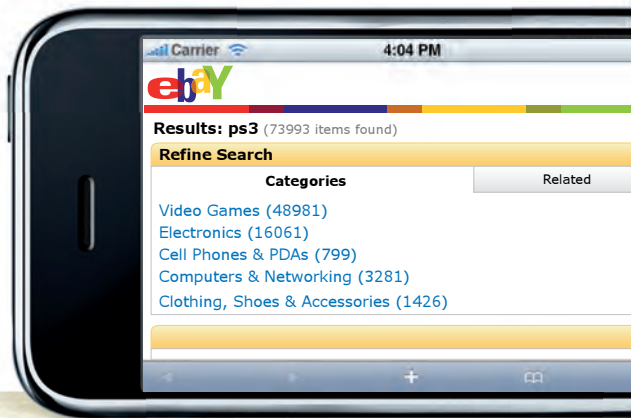 Carrier 4:04 PM
ebaY
Results: ps3 (73993 items found)
Refine Search
Categories Related
Video Games (48981)
Electronics (16061)
Cell Phones & PDAs (799)
Computers & Networking (3281)
Clothing, Shoes & Accessories (1426)